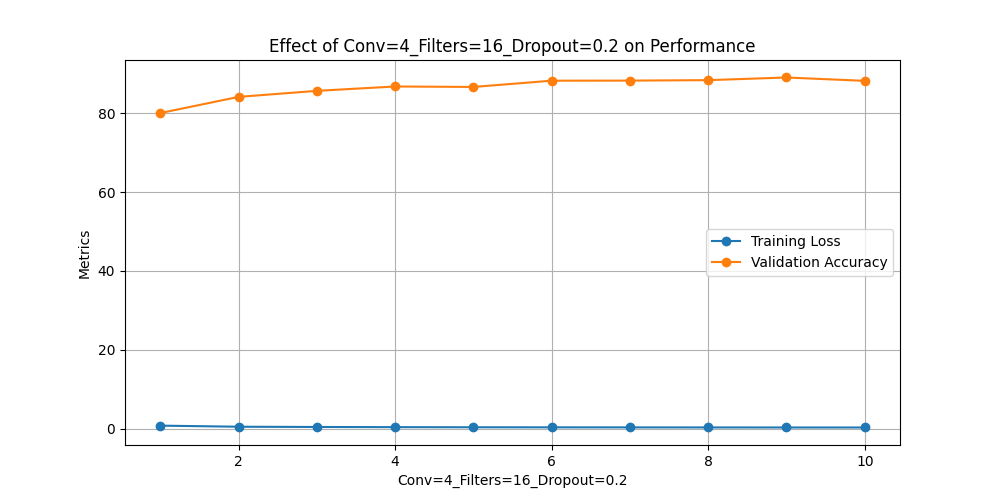 Effect of Conv=4_Filters=16_Dropout=0.2 on Performance
80
60
40
20
0
Metrics
Training Loss
Validation Accuracy
2
4
6
8
10
Conv=4_Filters=16_Dropout=0.2